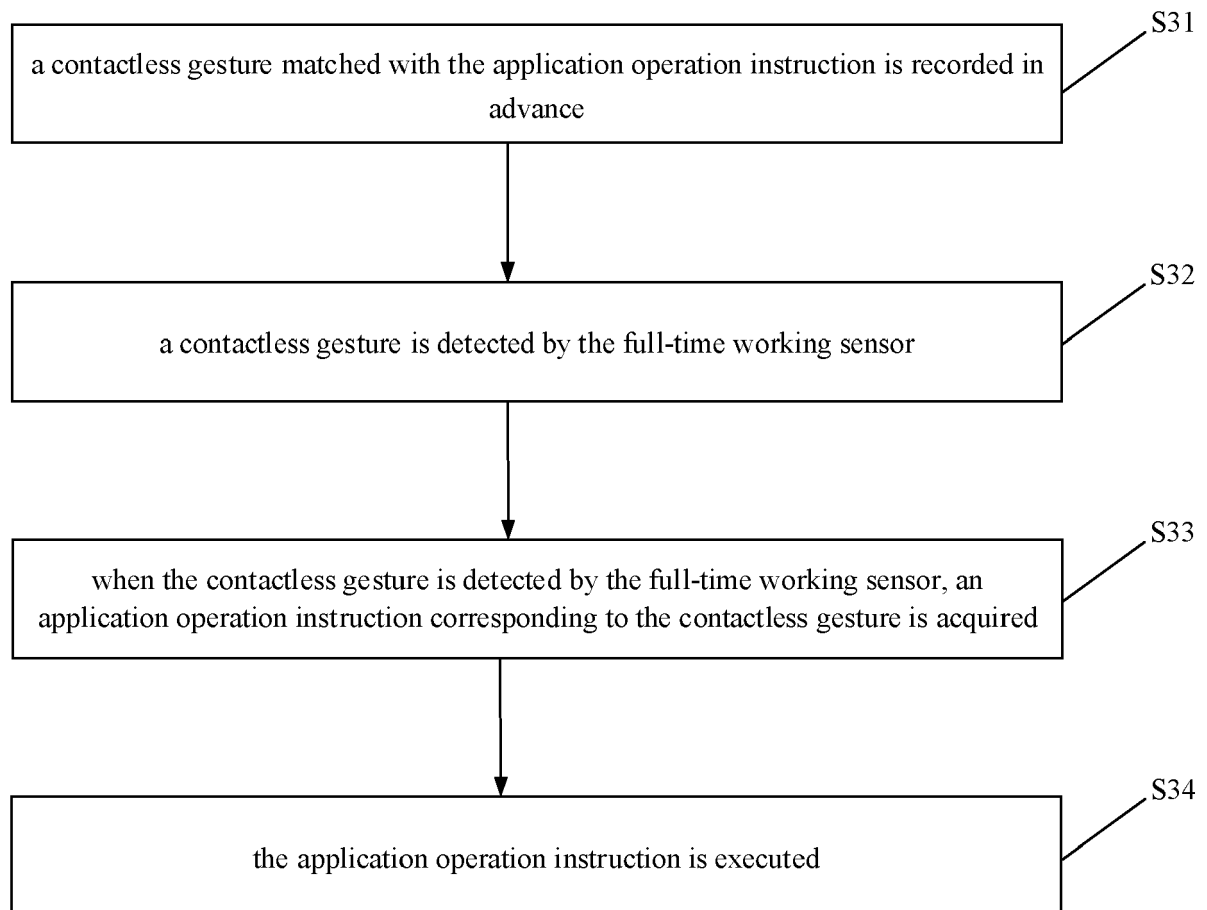 S31
a contactless gesture matched with the application operation instruction is recorded in
advance
S32
a contactless gesture is detected by the full-time working sensor
S33
when the contactless gesture is detected by the full-time working sensor, an
application operation instruction corresponding to the contactless gesture is acquired
S34
the application operation instruction is executed